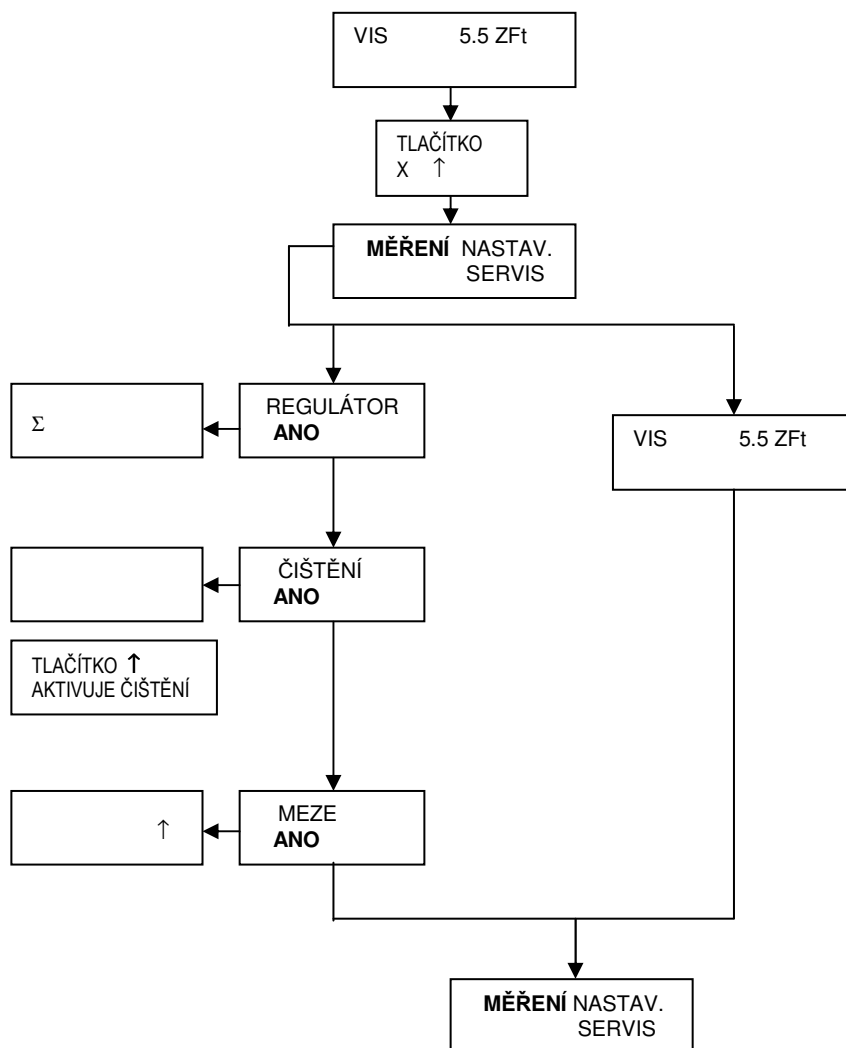 VIS 5.5 ZFt
TLAČÍTKO
X ↑
MĚŘENÍ NASTAV.
SERVIS
REGULÁTOR
ANO
Σ
VIS 5.5 ZFt
ČIŠTĚNÍ
ANO
TLAČÍTKO ↑
AKTIVUJE ČIŠTĚNÍ
MEZE
ANO
↑
MĚŘENÍ NASTAV.
SERVIS